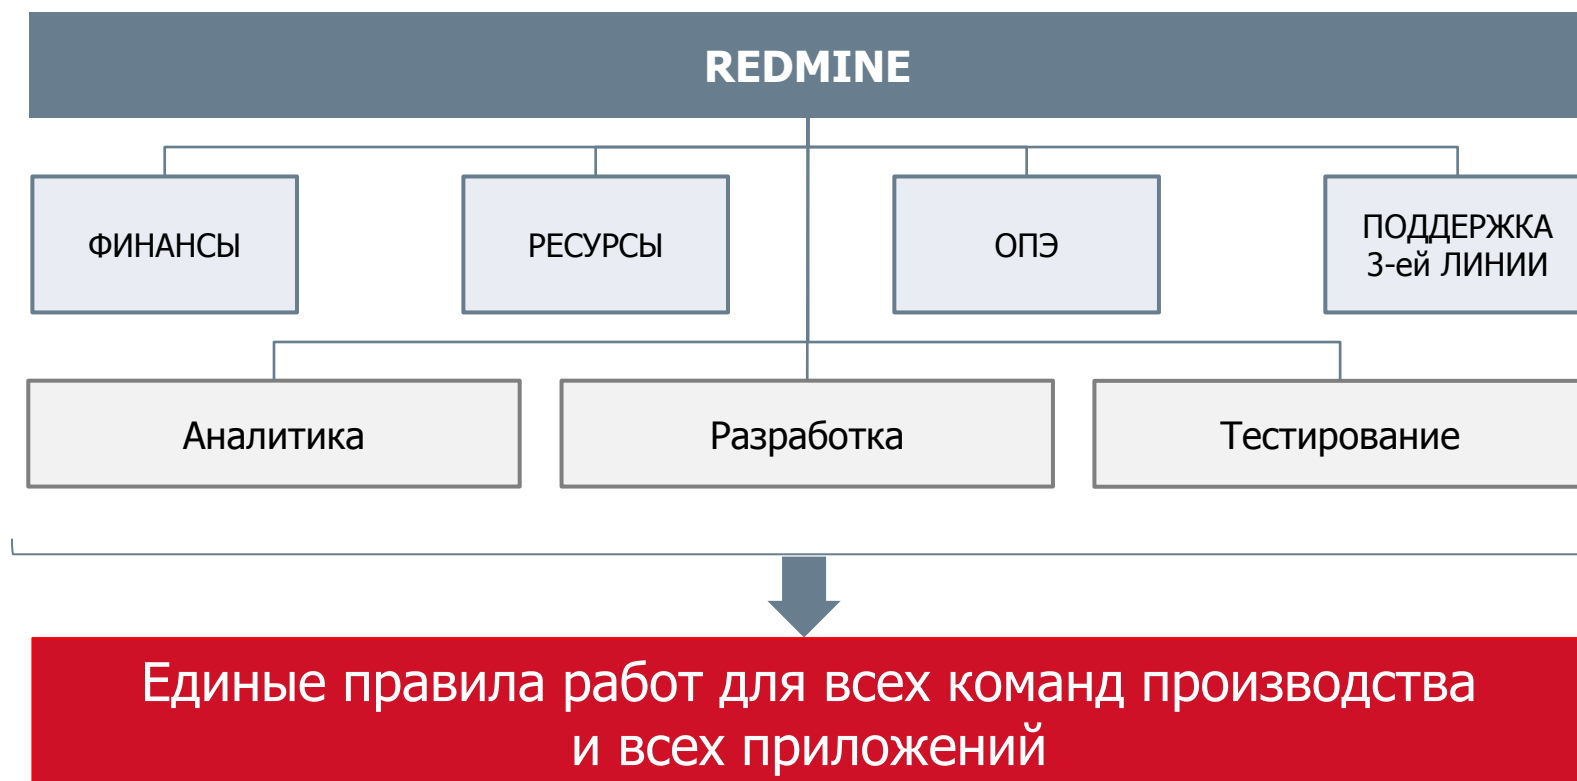 REDMINE
ФИНАНСЫ
РЕСУРСЫ
ОПЭ
ПОДДЕРЖКА
3-ей ЛИНИИ
Аналитика
Разработка
Тестирование
Единые правила работ для всех команд производства
и всех приложений